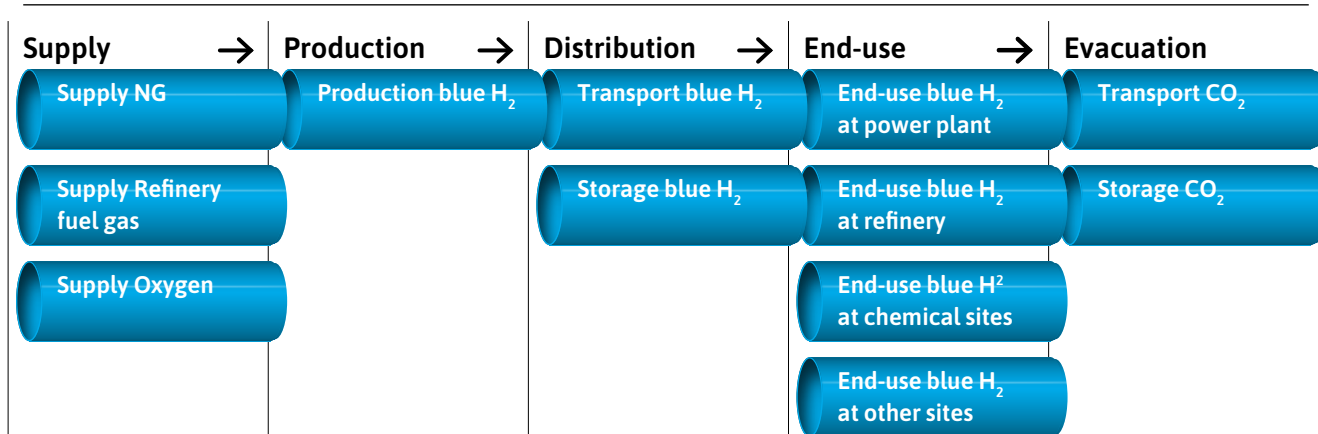 Supply → Production → Distribution → End-use → Evacuation
Supply NG
Production blue H₂
Transport blue H₂
End-use blue H₂
at power plant
Transport CO₂
Supply Refinery
fuel gas
Storage blue H₂
End-use blue H₂
at refinery
Storage CO₂
Supply Oxygen
End-use blue H²
at chemical sites
End-use blue H₂
at other sites